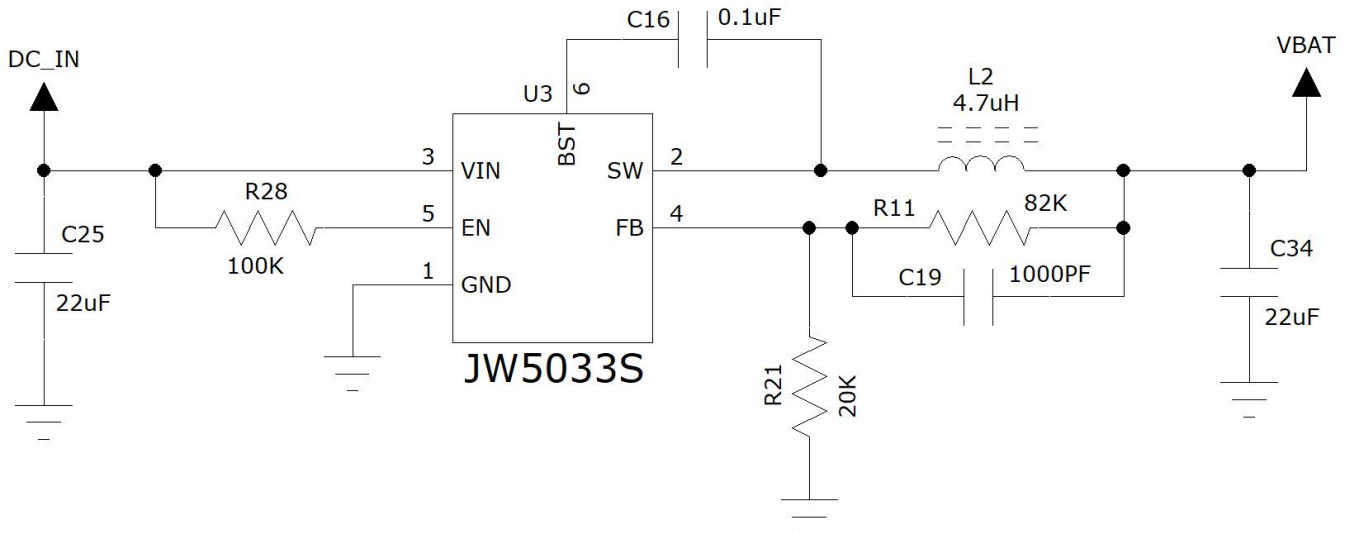 C16
0.1uF
DC_IN
VBAT
L2
4.7uH
U3
6
BST
3
VIN
SW
2
R28
5
EN
FB
4
R11
82K
C25
100K
1
GND
C19
1000PF
C34
22uF
22uF
JW5033S
R21
20K